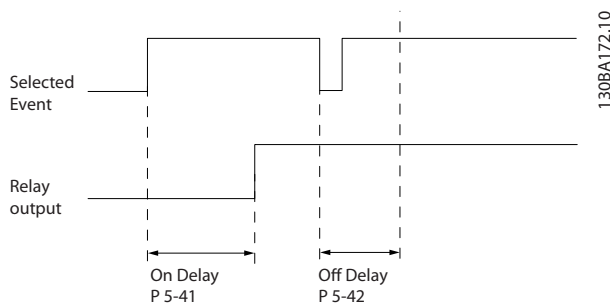 Selected
Event
Relay
output
On Delay
P 5-41
Off Delay
P 5-42
130BA172.10